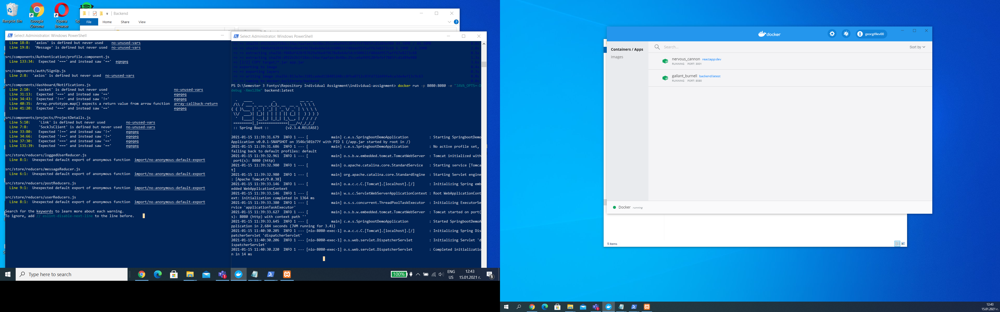 Recycle Bin
Google Chrome
Opera Browser
Sp
Backend
File Home Share View
Select Administrator: Windows PowerShell
Line 18:8: 'axios' is defined but never used no-unused-vars
Line 19:8: 'Message' is defined but never used no-unused-vars
src/components/Authentication/profile.component.js
Line 133:34: Expected '===' and instead saw '==' eqeqeq
src/components/auth/SignUp.js
Line 2:8: 'axios' is defined but never used no-unused-vars
src/components/dashboard/Notifications.js
Line 2:10: 'socket' is defined but never used no-unused-vars
Line 31:13: Expected '===' and instead saw '==' eqeqeq
Line 34:43: Expected '!==' and instead saw '!=' eqeqeq
Line 40:35: Array.prototype.map() expects a return value from arrow function array-callback-return
Line 41:20: Expected '===' and instead saw '==' eqeqeq
src/components/projects/ProjectDetails.js
Line 5:10: 'Link' is defined but never used no-unused-vars
Line 7:8: 'SockJsClient' is defined but never used no-unused-vars
Line 33:80: Expected '!==' and instead saw '!=' eqeqeq
Line 34:66: Expected '!==' and instead saw '!=' eqeqeq
Line 37:30: Expected '===' and instead saw '==' eqeqeq
Line 131:39: Expected '===' and instead saw '==' eqeqeq
src/store/reducers/loggedUserReducer.js
Line 8:1: Unexpected default export of anonymous function import/no-anonymous-default-export
src/store/reducers/messageReducer.js
Line 6:1: Unexpected default export of anonymous function import/no-anonymous-default-export
src/store/reducers/postReducers.js
Line 9:1: Unexpected default export of anonymous function import/no-anonymous-default-export
src/store/reducers/userReducers.js
Line 8:1: Unexpected default export of anonymous function import/no-anonymous-default-export
Search for the keywords to learn more about each warning.
To ignore, add // eslint-disable-next-line to the line before.
Select Administrator: Windows PowerShell
=> [2/2] COPY target/*.jar app.jar
=> exporting to image
=> => exporting layers
PS D:\Semester 3 Fontys\Repository Individual Assignment\individual-assignment> docker run -p 8080:8080 -e "JAVA_OPTS=-D
debug -Xmx128m" backend:latest
:: Spring Boot :: (v2.3.4.RELEASE)
2021-01-15 11:39:31.679 INFO 1 --- [ main] c.e.s.SpringbootDemoApplication : Starting SpringbootDemo
Application v0.0.1-SNAPSHOT on 3546c501b77f with PID 1 (/app.jar started by root in /)
2021-01-15 11:39:31.686 INFO 1 --- [ main] c.e.s.SpringbootDemoApplication : No active profile set,
falling back to default profiles: default
2021-01-15 11:39:32.961 INFO 1 --- [ main] o.s.b.w.embedded.tomcat.TomcatWebServer : Tomcat initialized with
port(s): 8080 (http)
2021-01-15 11:39:32.980 INFO 1 --- [ main] o.apache.catalina.core.StandardService : Starting service [Tomca
t]
2021-01-15 11:39:32.980 INFO 1 --- [ main] org.apache.catalina.core.StandardEngine : Starting Servlet engine
: [Apache Tomcat/9.0.38]
2021-01-15 11:39:33.146 INFO 1 --- [ main] o.a.c.c.C.[Tomcat].[localhost].[/] : Initializing Spring emb
edded WebApplicationContext
2021-01-15 11:39:33.146 INFO 1 --- [ main] w.s.c.ServletWebServerApplicationContext : Root WebApplicationCont
ext: initialization completed in 1364 ms
2021-01-15 11:39:33.380 INFO 1 --- [ main] o.s.s.concurrent.ThreadPoolTaskExecutor : Initializing ExecutorSe
rvice 'applicationTaskExecutor'
2021-01-15 11:39:33.627 INFO 1 --- [ main] o.s.b.w.embedded.tomcat.TomcatWebServer : Tomcat started on port(
s): 8080 (http) with context path ''
2021-01-15 11:39:33.645 INFO 1 --- [ main] c.e.s.SpringbootDemoApplication : Started SpringbootDemoA
pplication in 2.684 seconds (JVM running for 3.41)
2021-01-15 11:40:30.205 INFO 1 --- [nio-8080-exec-1] o.a.c.c.C.[Tomcat].[localhost].[/] : Initializing Spring Dis
patcherServlet 'dispatcherServlet'
2021-01-15 11:40:30.206 INFO 1 --- [nio-8080-exec-1] o.s.web.servlet.DispatcherServlet : Initializing Servlet 'd
ispatcherServlet'
2021-01-15 11:40:30.220 INFO 1 --- [nio-8080-exec-1] o.s.web.servlet.DispatcherServlet : Completed initializatio
n in 14 ms
Type here to search
1
100%
ENG
US
12:43
15.01.2021 г.
8
docker
georgifilev00
Containers / Apps
Images
Search...
Sort by
nervous_cannon reactapp:dev
RUNNING PORT: 3001
gallant_burnell backend:latest
RUNNING PORT: 8080
Docker running
9 items
1
12:43
15.01.2021 г.